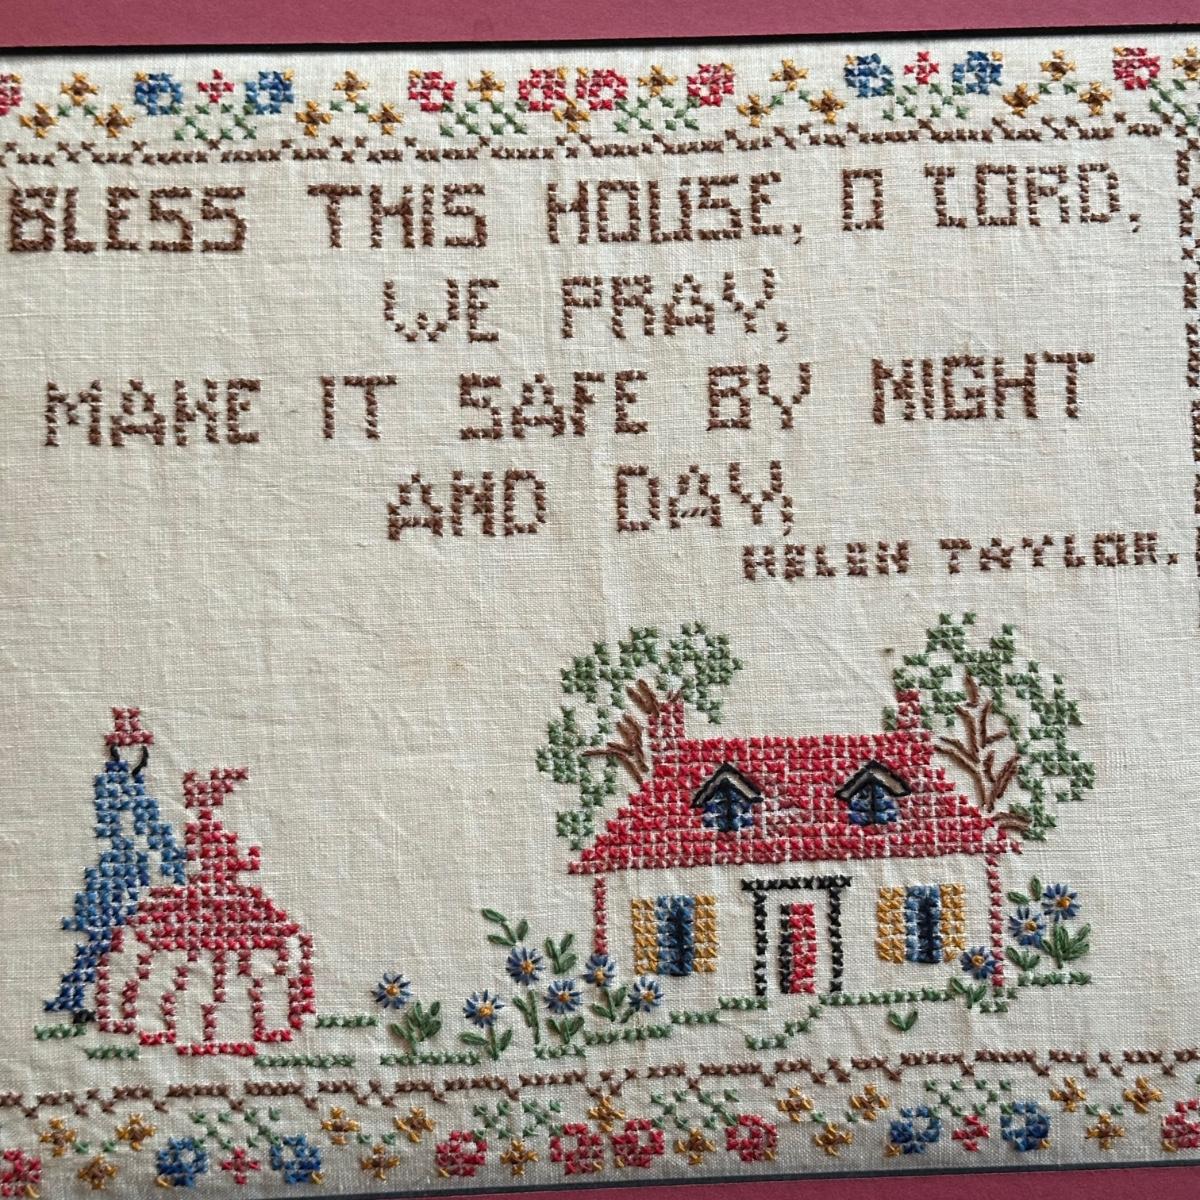 BLESS THIS HOUSE, O LORD,
WE PRAY,
MAKE IT SAFE BY NIGHT
AND DAY,
HELEN TAYLOR.